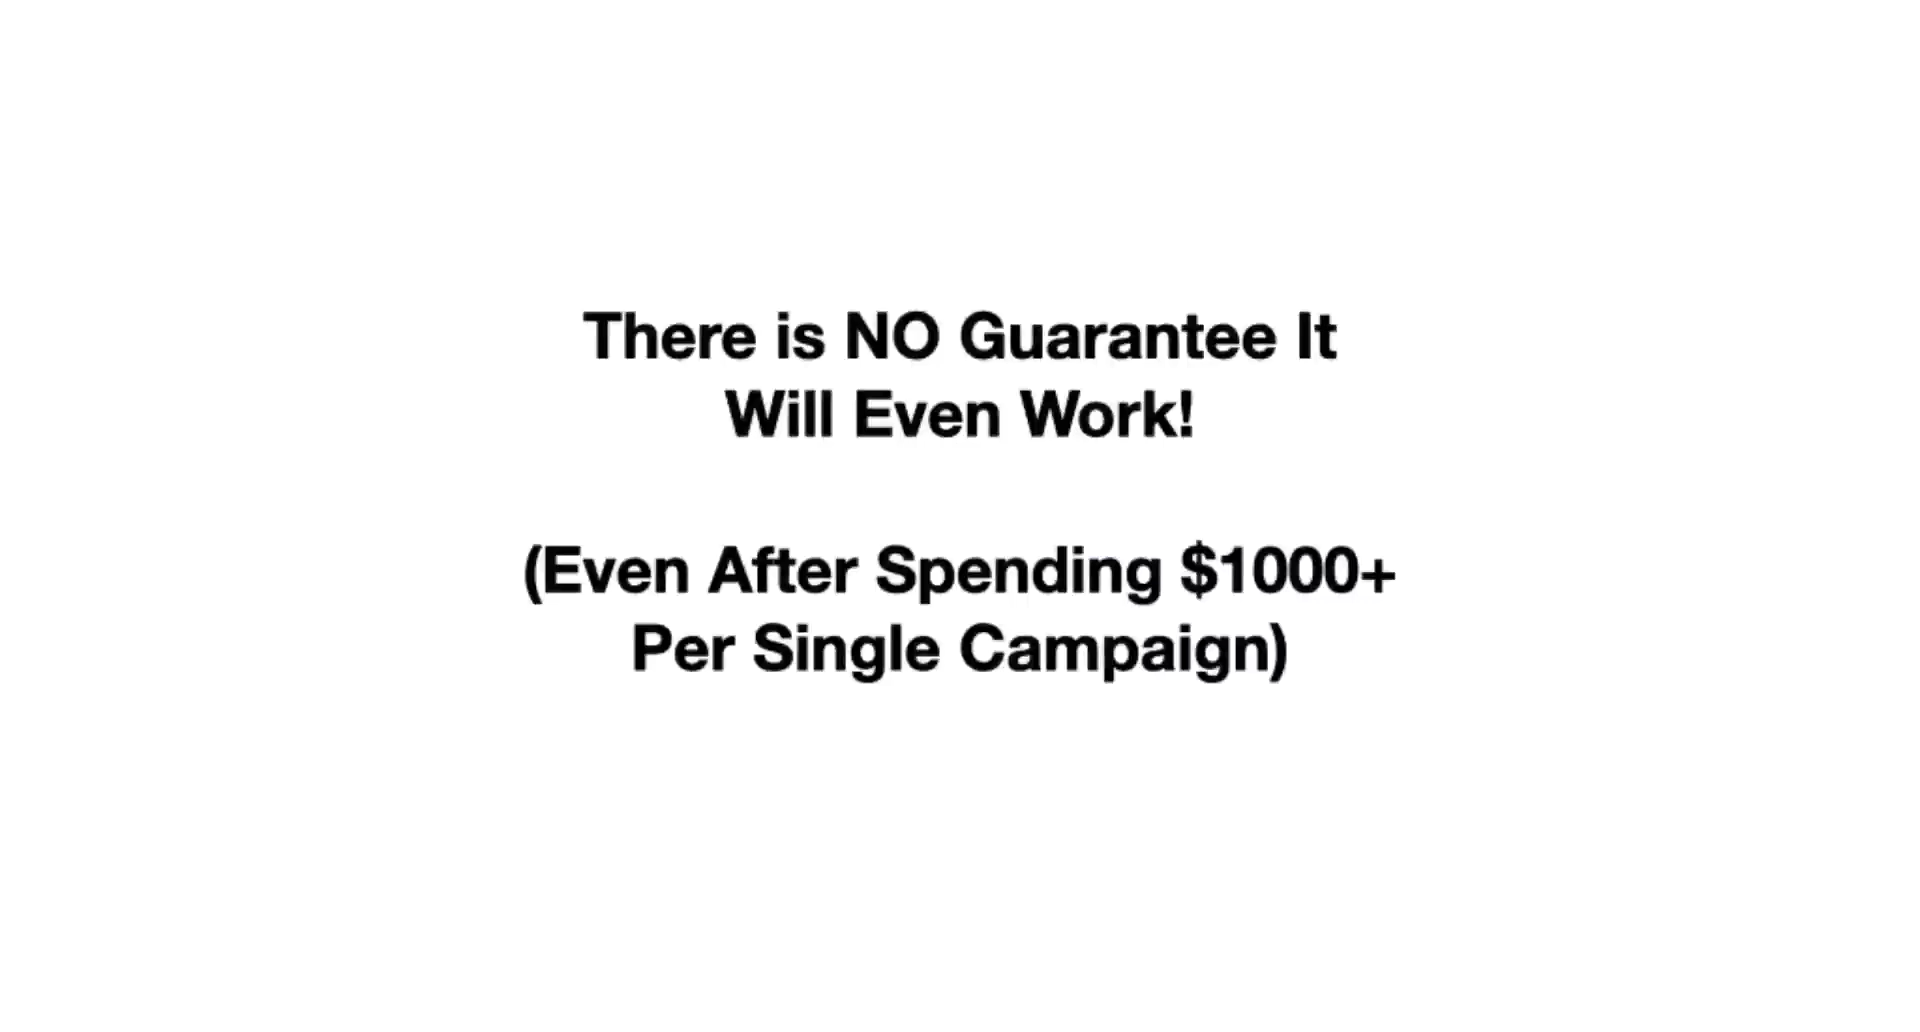 There is NO Guarantee It
Will Even Work!
(Even After Spending $1000+
Per Single Campaign)